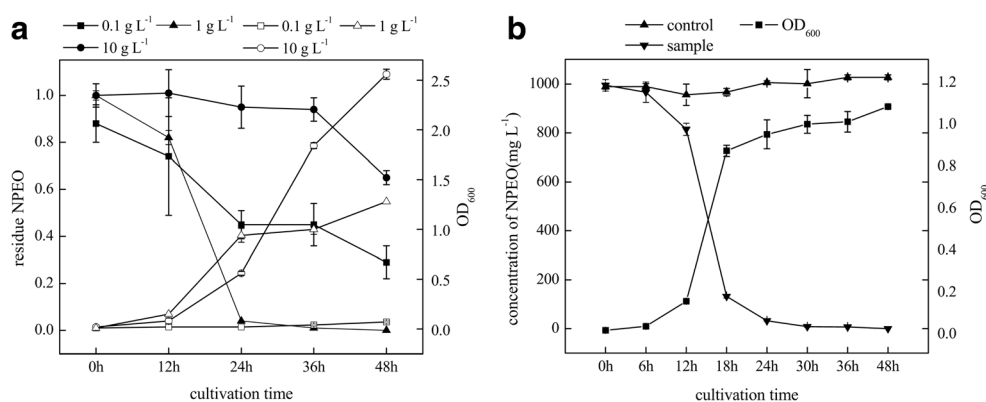 a
0.1 g L⁻¹ 1 g L⁻¹ 0.1 g L⁻¹ 1 g L⁻¹
10 g L⁻¹ 10 g L⁻¹
residue NPEO
1.0
0.8
0.6
0.4
0.2
0.0
2.5
2.0
1.5
1.0
0.5
0.0
OD₆₀₀
0h 12h 24h 36h 48h
cultivation time
b
control OD₆₀₀
sample
concentration of NPEO(mg L⁻¹)
1000
800
600
400
200
0
1.2
1.0
0.8
0.6
0.4
0.2
0.0
OD₆₀₀
0h 6h 12h 18h 24h 30h 36h 48h
cultivation time